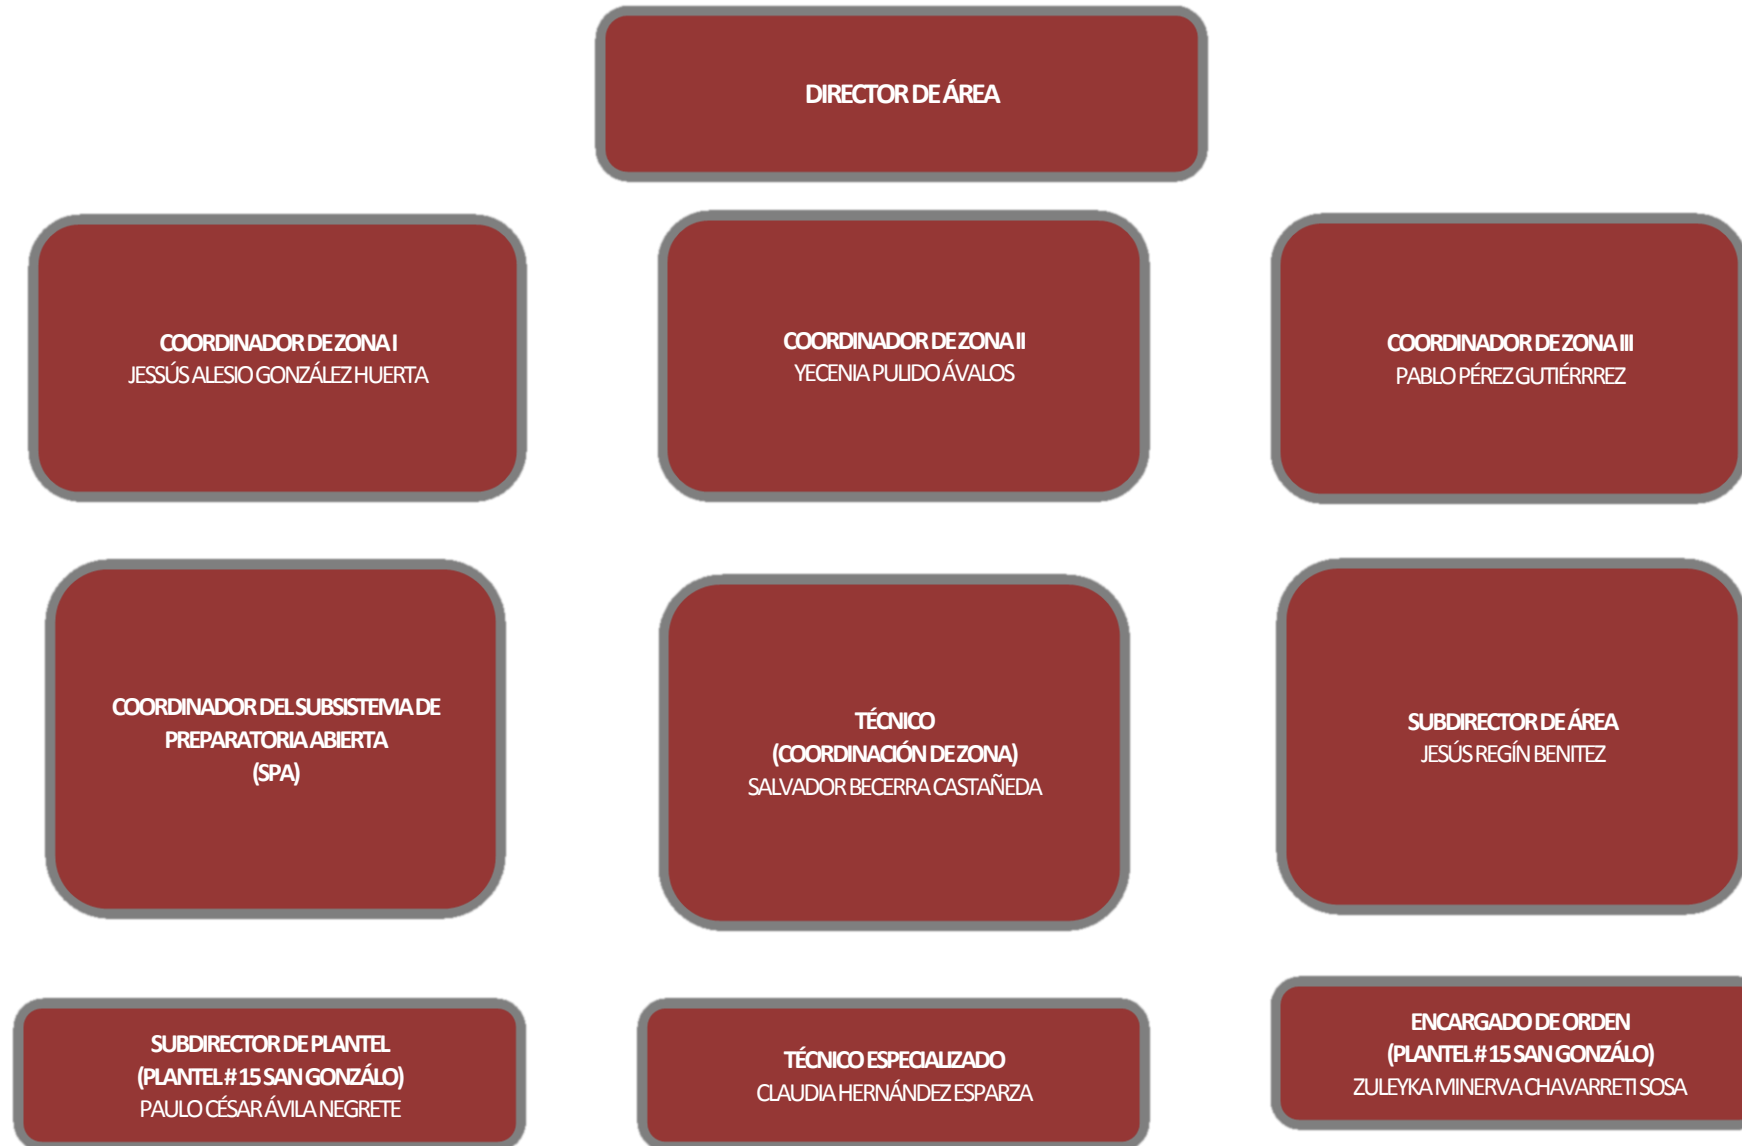 DIRECTOR DE ÁREA
COORDINADOR DE ZONA I
JESSÚS ALESIO GONZÁLEZ HUERTA
COORDINADOR DE ZONA II
YECENIA PULIDO ÁVALOS
COORDINADOR DE ZONA III
PABLO PÉREZ GUTIÉRRREZ
COORDINADOR DEL SUBSISTEMA DE
PREPARATORIA ABIERTA
(SPA)
TÉCNICO
(COORDINACIÓN DE ZONA)
SALVADOR BECERRA CASTAÑEDA
SUBDIRECTOR DE ÁREA
JESÚS REGÍN BENITEZ
SUBDIRECTOR DE PLANTEL
(PLANTEL # 15 SAN GONZÁLO)
PAULO CÉSAR ÁVILA NEGRETE
TÉCNICO ESPECIALIZADO
CLAUDIA HERNÁNDEZ ESPARZA
ENCARGADO DE ORDEN
(PLANTEL # 15 SAN GONZÁLO)
ZULEYKA MINERVA CHAVARRETI SOSA